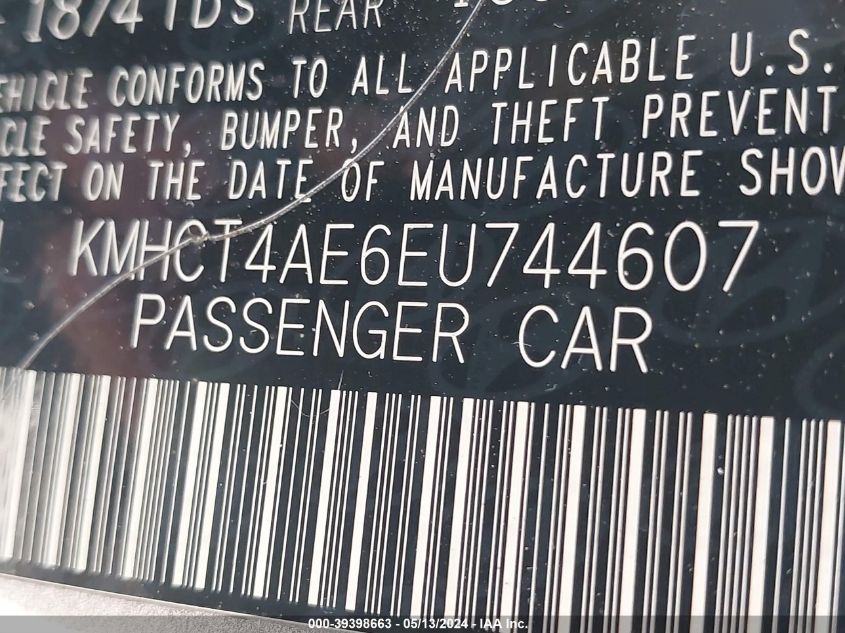 1874 LBS REAR
VEHICLE CONFORMS TO ALL APPLICABLE U.S.
CLE SAFETY, BUMPER, AND THEFT PREVENT
FECT ON THE DATE OF MANUFACTURE SHOW
KMHCT4AE6EU744607
PASSENGER CAR
000-39398663 - 05/13/2024 - IAA Inc.